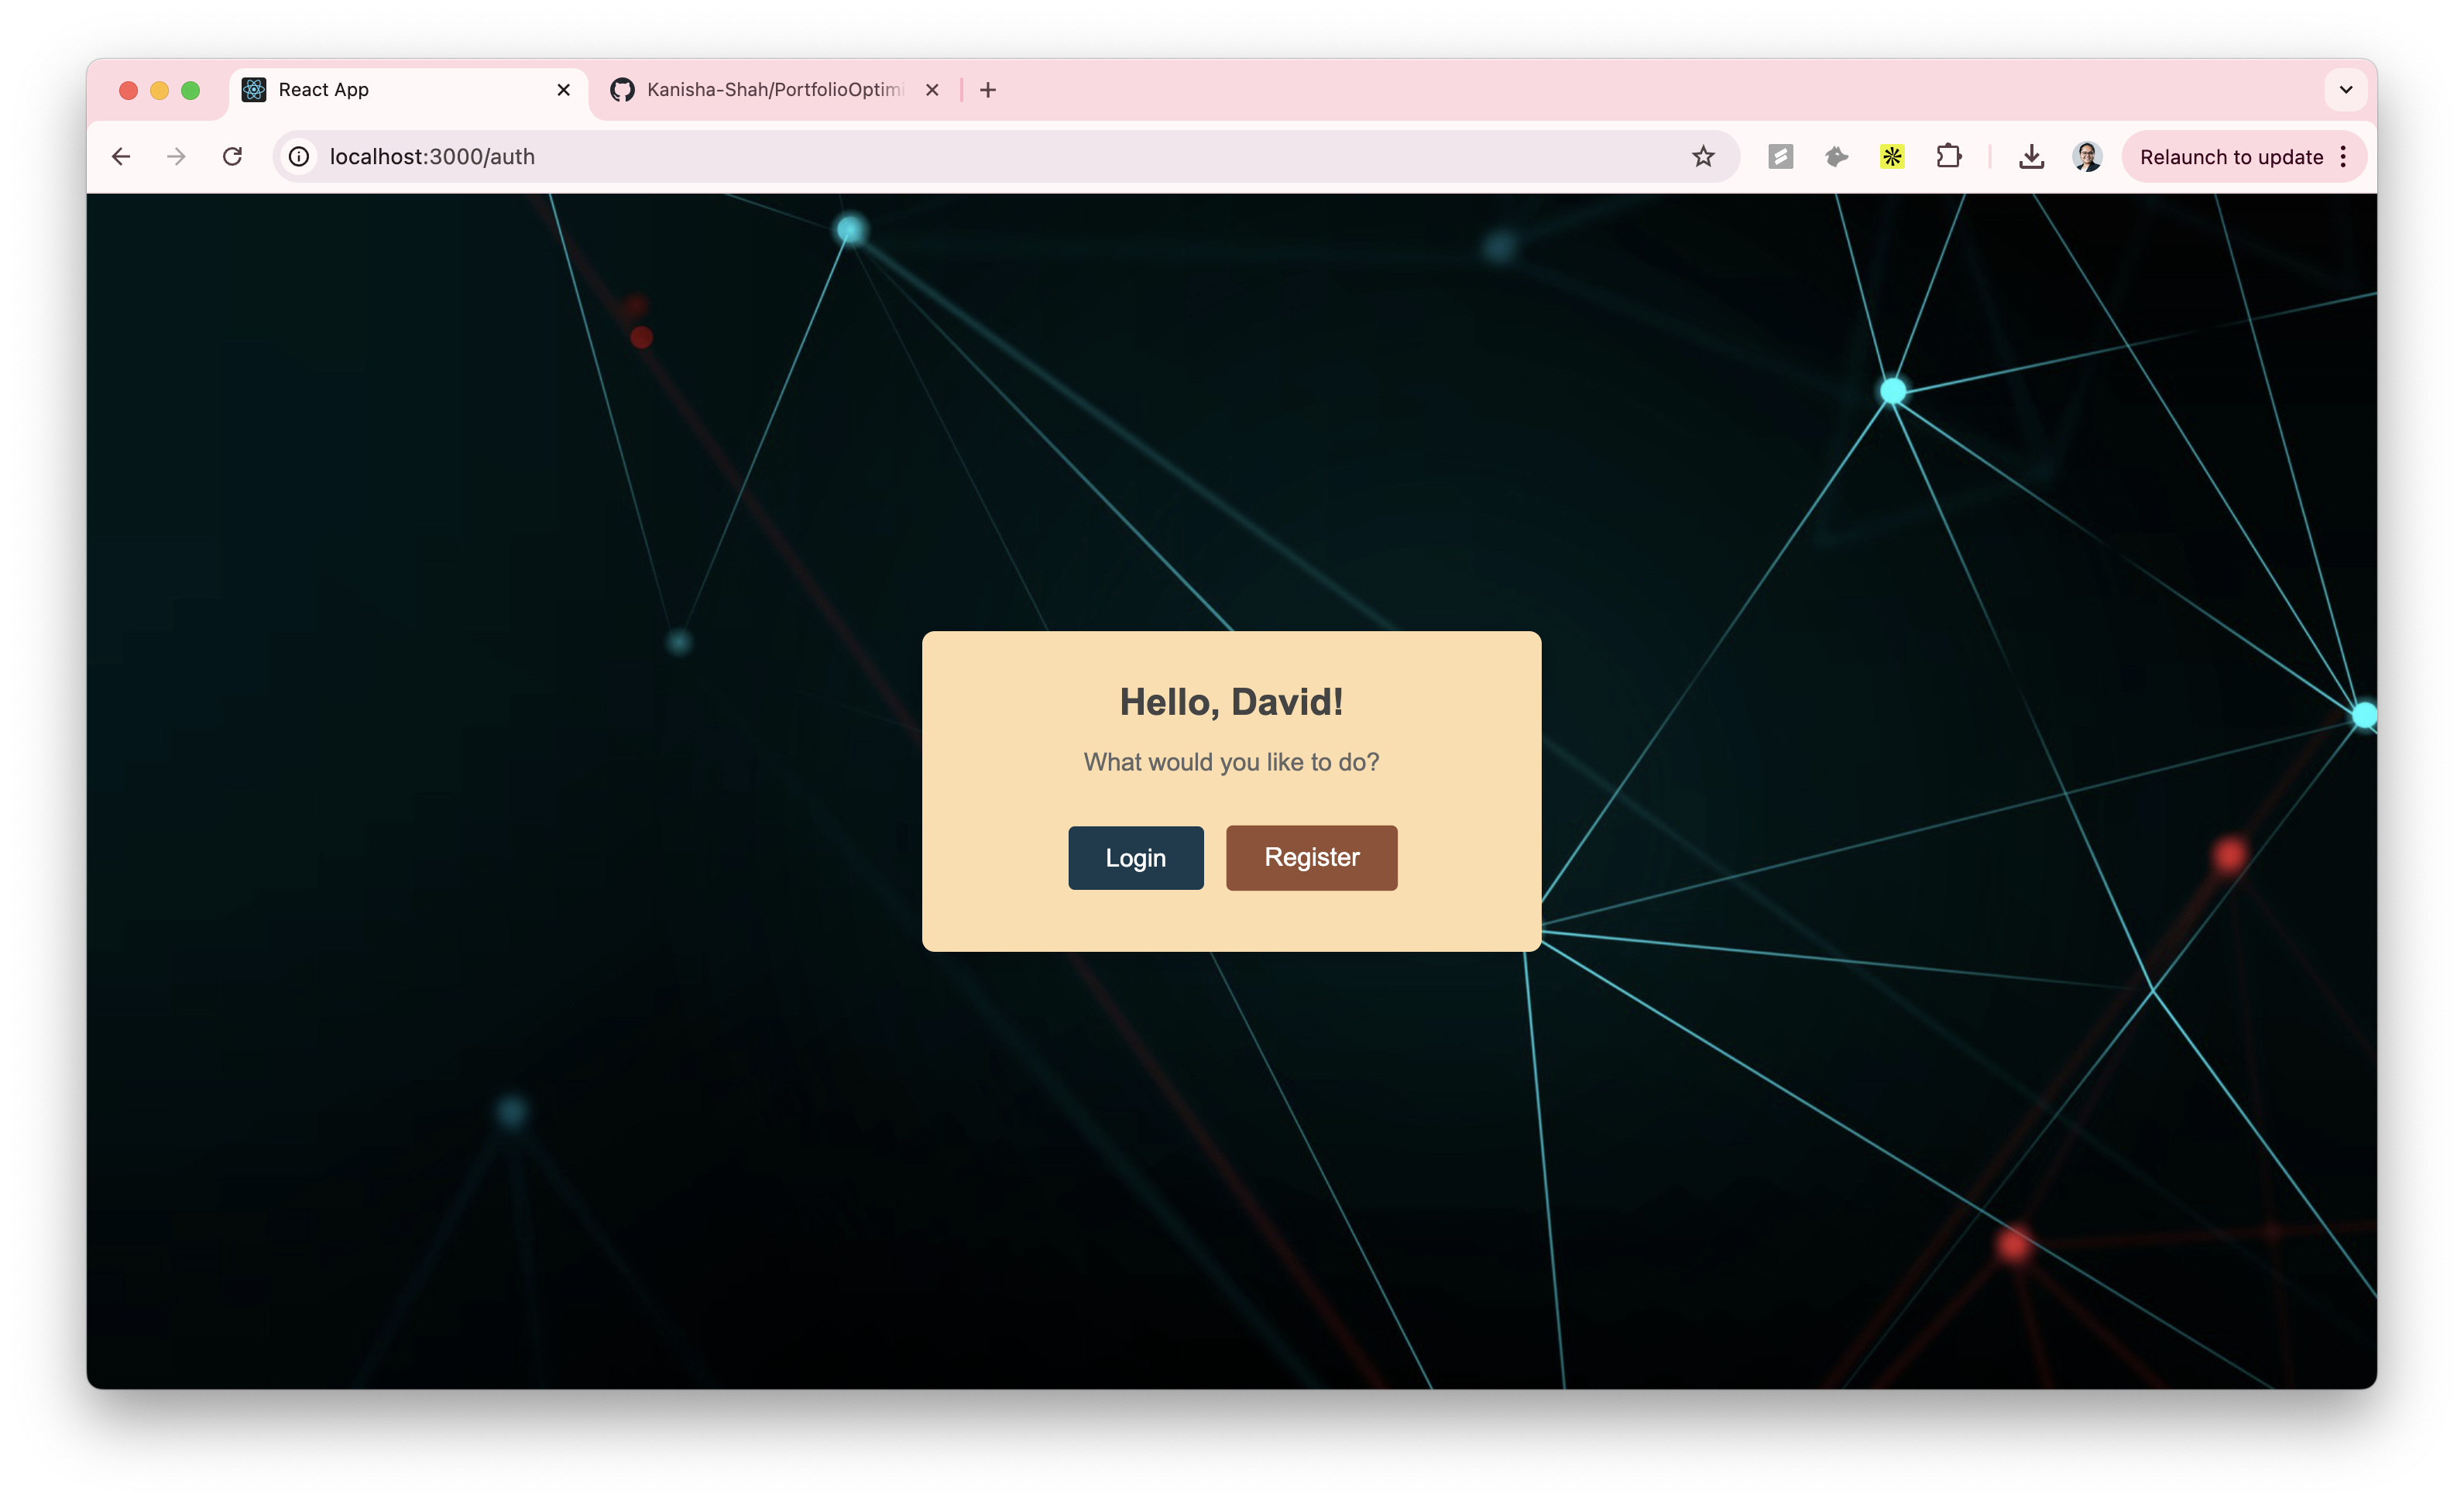 React App
Kanisha-Shah/PortfolioOptimi
localhost:3000/auth
Relaunch to update
Hello, David!
What would you like to do?
Login Register